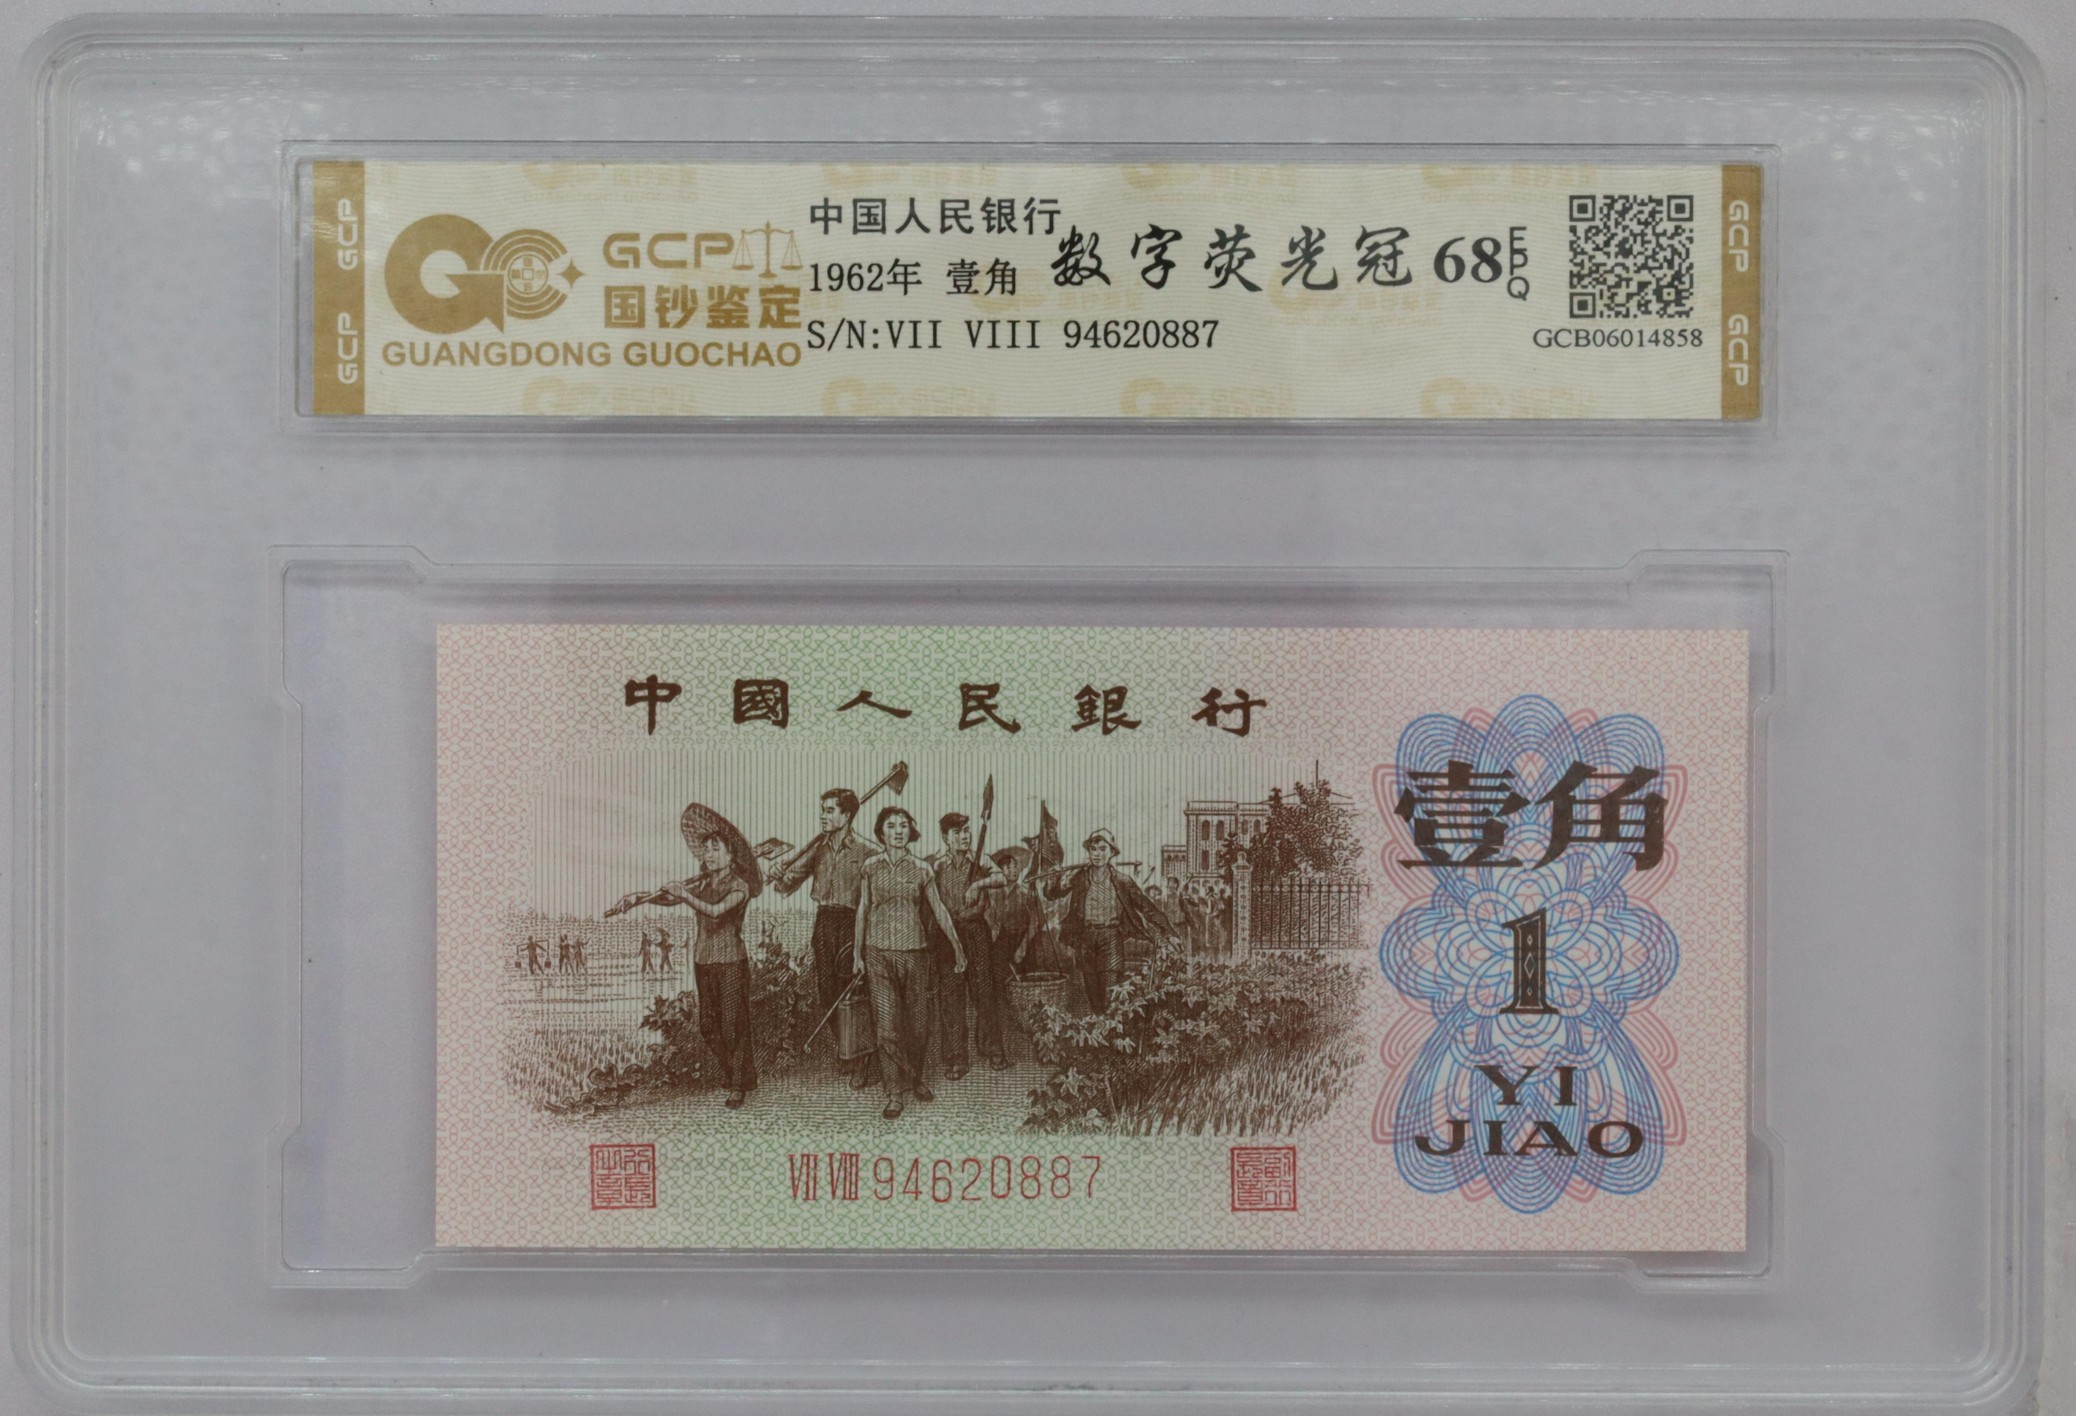 GCP GCP
GCP
国钞鉴定
GUANGDONG GUOCHAO
中国人民银行
1962年 壹角
数字荧光冠 68 EPQ
S/N:VII VIII 94620887
GCB06014858
GCP GCP
中國人民銀行
壹角
1
YI
JIAO
VII VIII 94620887